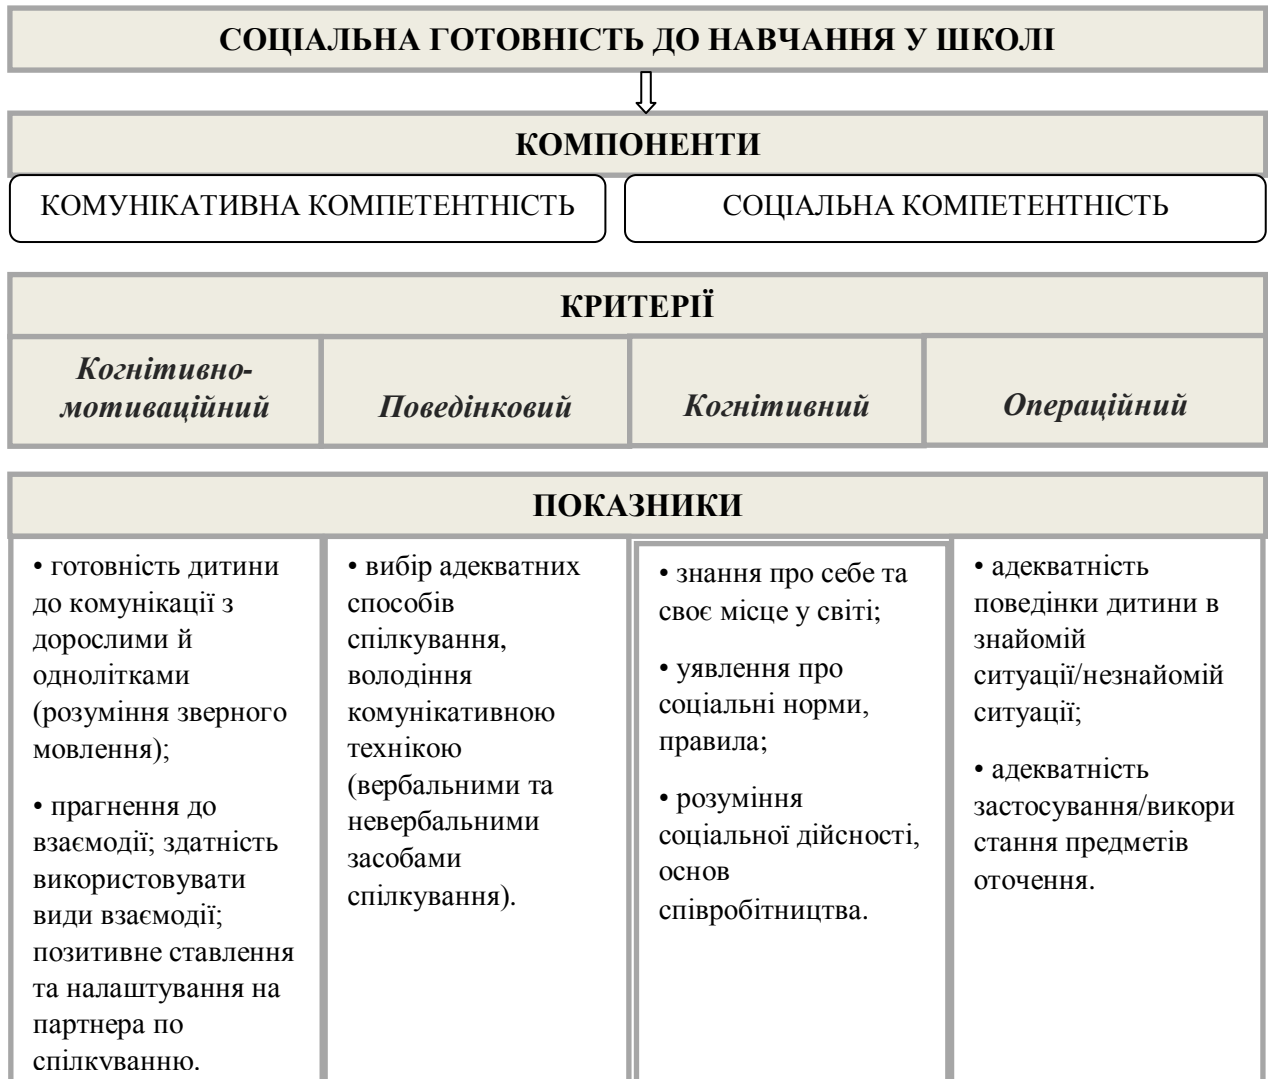 СОЦІАЛЬНА ГОТОВНІСТЬ ДО НАВЧАННЯ У ШКОЛІ
КОМПОНЕНТИ
КОМУНІКАТИВНА КОМПЕТЕНТНІСТЬ
СОЦІАЛЬНА КОМПЕТЕНТНІСТЬ
КРИТЕРІЇ
Когнітивно-
мотиваційний
Поведінковий
Когнітивний
Операційний
ПОКАЗНИКИ
• готовність дитини
до комунікації з
дорослими й
однолітками
(розуміння зверного
мовлення);
• прагнення до
взаємодії; здатність
використовувати
види взаємодії;
позитивне ставлення
та налаштування на
партнера по
спілкуванню.
• вибір адекватних
способів
спілкування,
володіння
комунікативною
технікою
(вербальними та
невербальними
засобами
спілкування).
• знання про себе та
своє місце у світі;
• уявлення про
соціальні норми,
правила;
• розуміння
соціальної дійсності,
основ
співробітництва.
• адекватність
поведінки дитини в
знайомій
ситуації/незнайомій
ситуації;
• адекватність
застосування/викори
стання предметів
оточення.